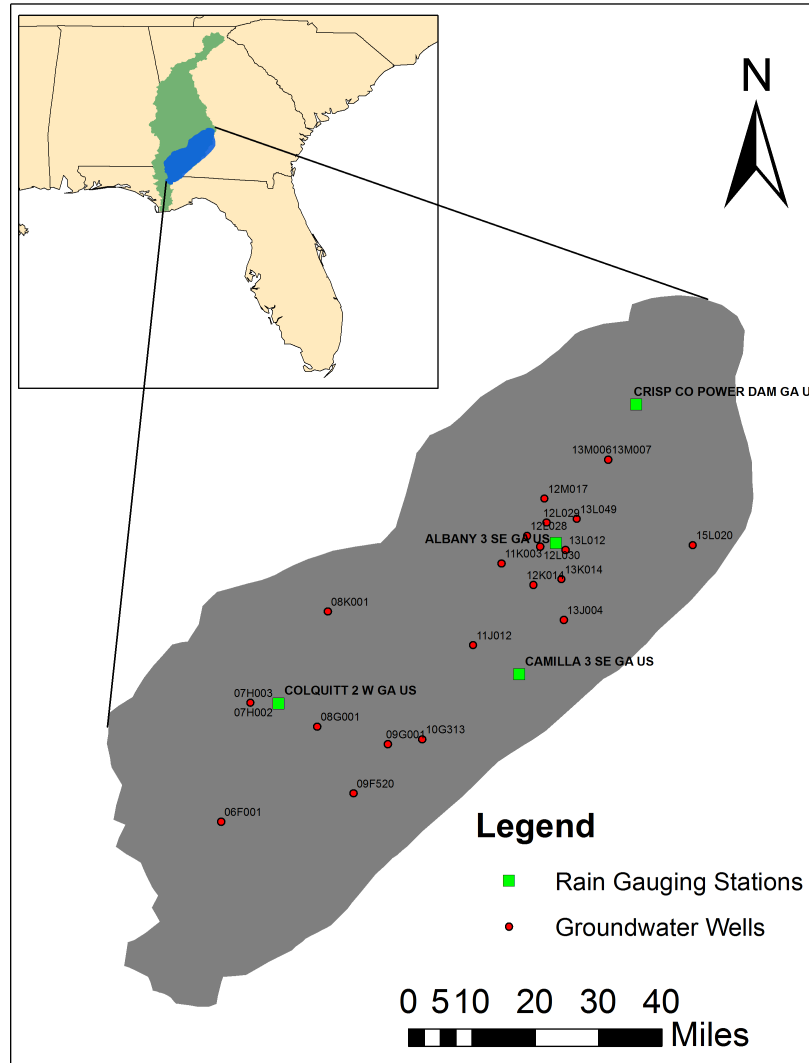 N
CRISP CO POWER DAM GA U
13M00613M007
12M017
12L029
13L049
12L028
ALBANY 3 SE GA US
13L012
15L020
12L030
11K003
13K014
12K014
08K001
13J004
11J012
CAMILLA 3 SE GA US
07H003
COLQUITT 2 W GA US
07H002
08G001
10G313
09G001
09F520
06F001
Legend
Rain Gauging Stations
Groundwater Wells
0 5 10 20 30 40
Miles